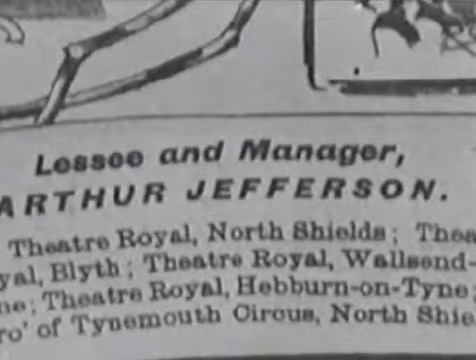 Lessee and Manager,
ARTHUR JEFFERSON.
Theatre Royal, North Shields; Thea
yal, Blyth; Theatre Royal, Wallsend-
ne; Theatre Royal, Hebburn-on-Tyne;
ro' of Tynemouth Circus, North Shie